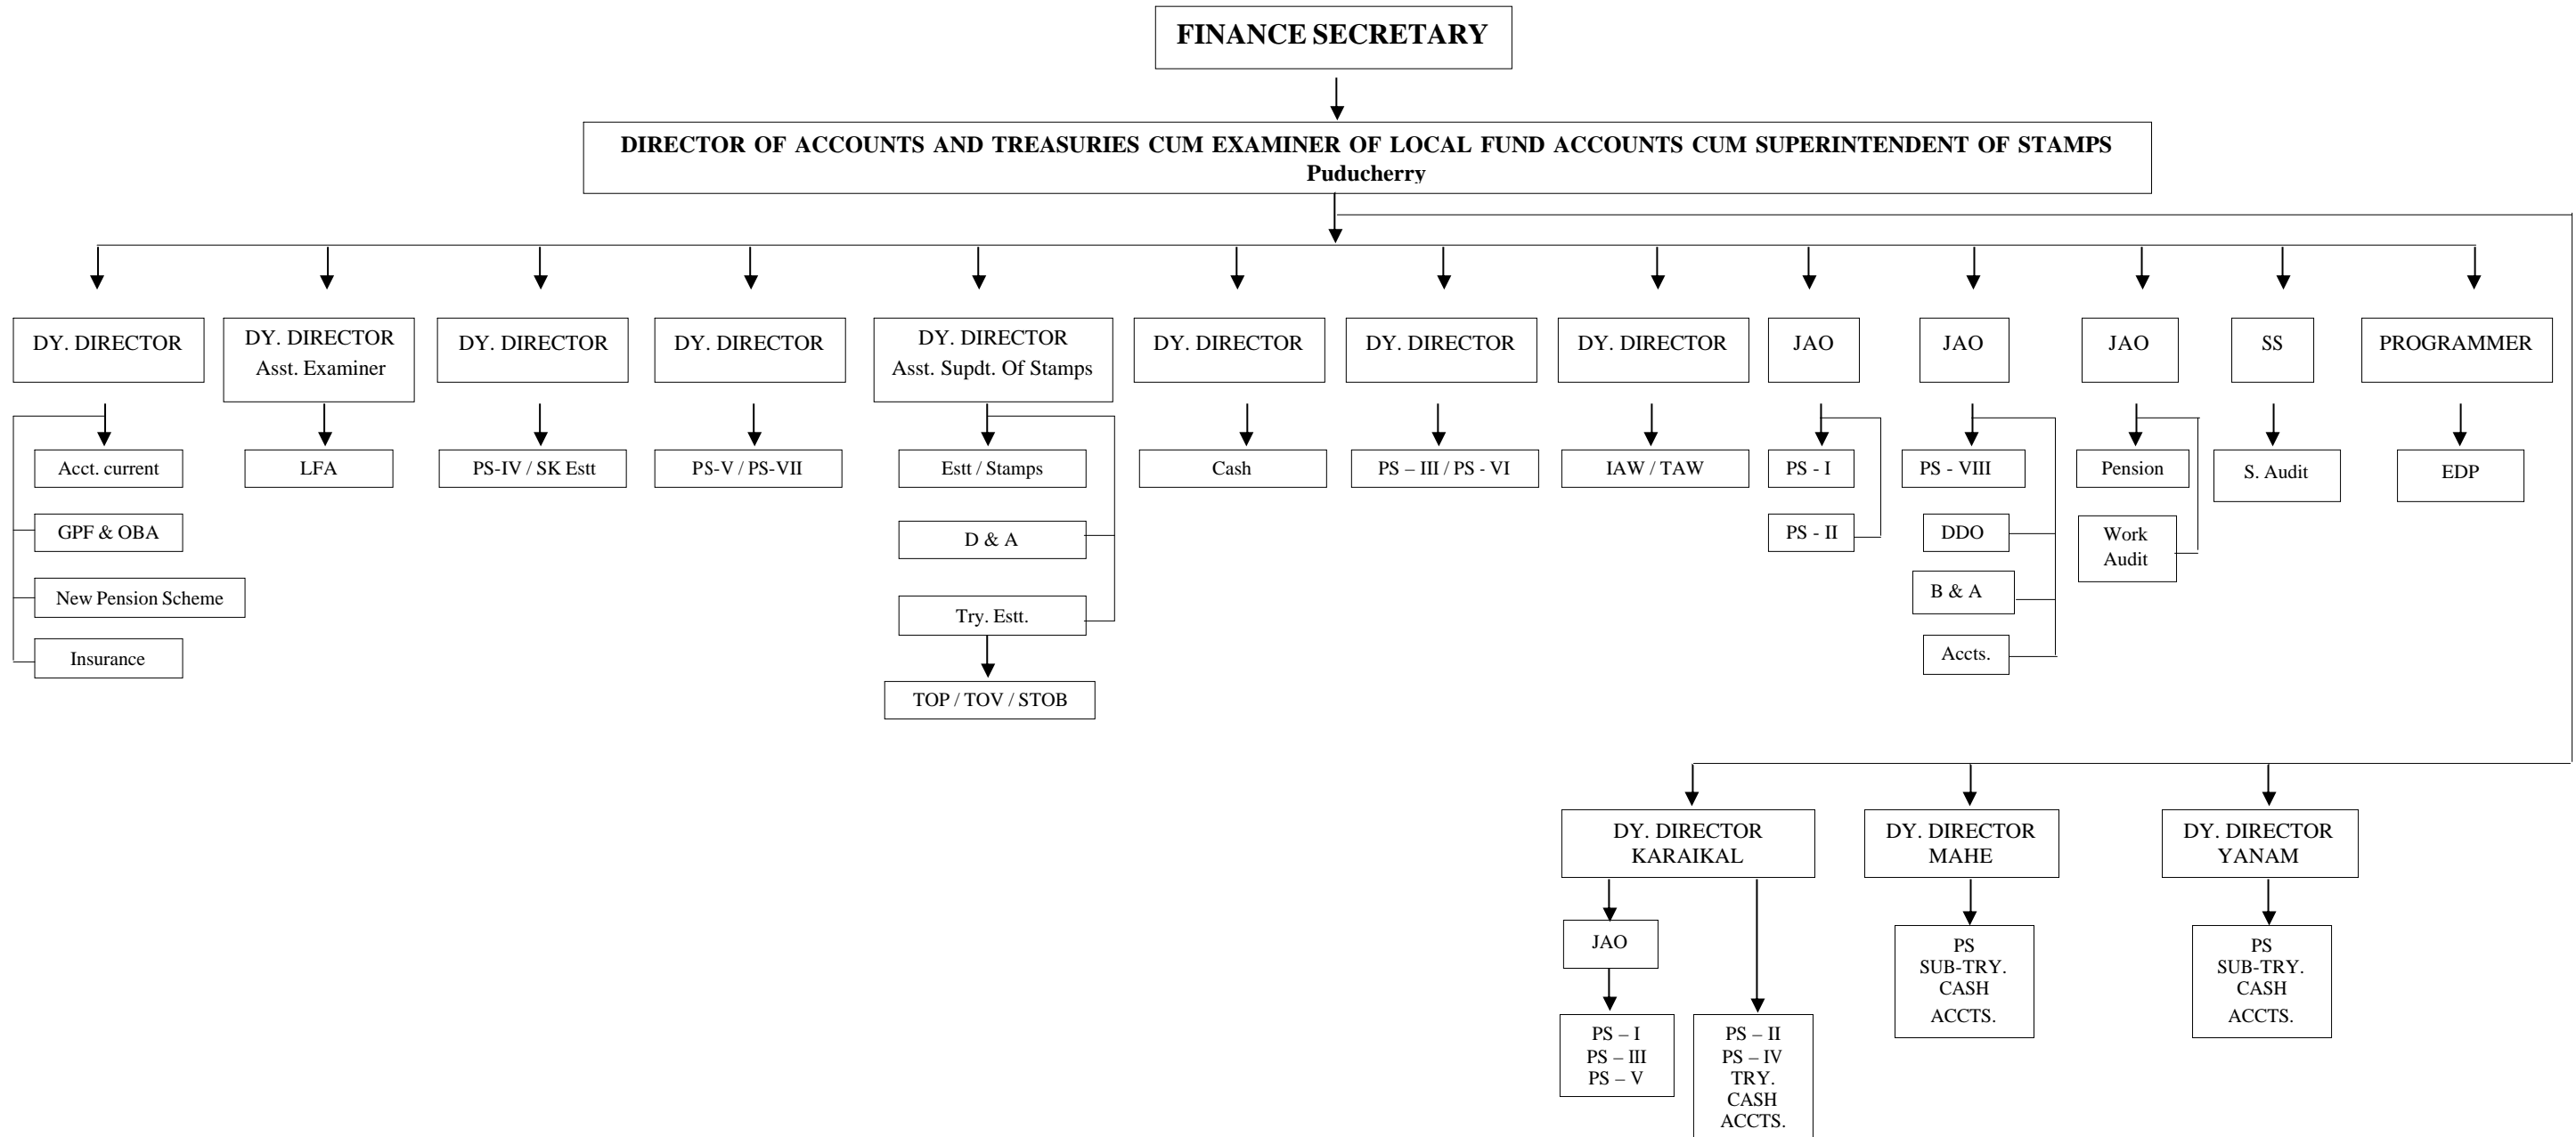 FINANCE SECRETARY
DIRECTOR OF ACCOUNTS AND TREASURIES CUM EXAMINER OF LOCAL FUND ACCOUNTS CUM SUPERINTENDENT OF STAMPS
Puducherry
DY. DIRECTOR
DY. DIRECTOR
Asst. Examiner
DY. DIRECTOR
DY. DIRECTOR
DY. DIRECTOR
Asst. Supdt. Of Stamps
DY. DIRECTOR
DY. DIRECTOR
DY. DIRECTOR
JAO
JAO
JAO
SS
PROGRAMMER
Acct. current
LFA
PS-IV / SK Estt
PS-V / PS-VII
Estt / Stamps
Cash
PS – III / PS - VI
IAW / TAW
PS - I
PS - VIII
Pension
S. Audit
EDP
GPF & OBA
D & A
PS - II
DDO
Work
Audit
New Pension Scheme
Try. Estt.
B & A
Insurance
Accts.
TOP / TOV / STOB
DY. DIRECTOR
KARAIKAL
DY. DIRECTOR
MAHE
DY. DIRECTOR
YANAM
JAO
PS
SUB-TRY.
CASH
ACCTS.
PS
SUB-TRY.
CASH
ACCTS.
PS – I
PS – III
PS – V
PS – II
PS – IV
TRY.
CASH
ACCTS.